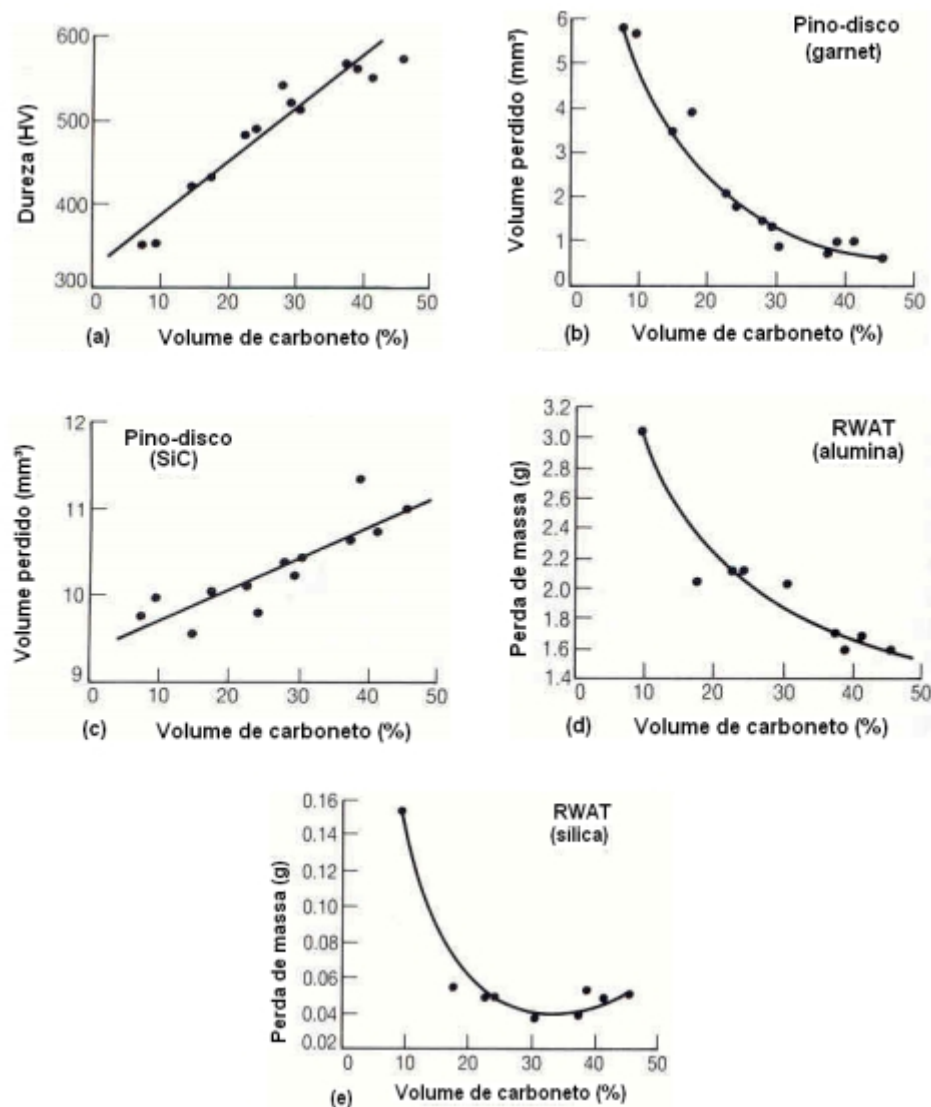 600
500
400
300
Dureza (HV)
0 10 20 30 40 50
(a) Volume de carboneto (%)
Pino-disco
(garnet)
6
5
4
3
2
1
0
Volume perdido (mm³)
0 10 20 30 40 50
(b) Volume de carboneto (%)
Pino-disco
(SiC)
12
11
10
9
Volume perdido (mm³)
0 10 20 30 40 50
(c) Volume de carboneto (%)
RWAT
(alumina)
3.2
3.0
2.8
2.6
2.4
2.2
2.0
1.8
1.6
1.4
Perda de massa (g)
0 10 20 30 40 50
(d) Volume de carboneto (%)
RWAT
(silica)
0.16
0.14
0.12
0.10
0.08
0.06
0.04
0.02
Perda de massa (g)
0 10 20 30 40 50
(e) Volume de carboneto (%)